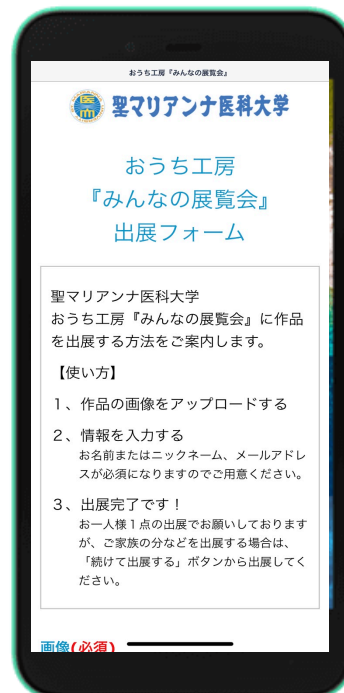 おうち工房『みんなの展覧会』
聖マリアンナ医科大学
おうち工房
『みんなの展覧会』
出展フォーム
聖マリアンナ医科大学
おうち工房『みんなの展覧会』に作品
を出展する方法をご案内します。
【使い方】
１、作品の画像をアップロードする
２、情報を入力する
お名前またはニックネーム、メールアドレ
スが必須になりますのでご用意ください。
３、出展完了です！
お一人様１点の出展でお願いしております
が、ご家族の分などを出展する場合は、
「続けて出展する」ボタンから出展してく
ださい。
画像(必須)